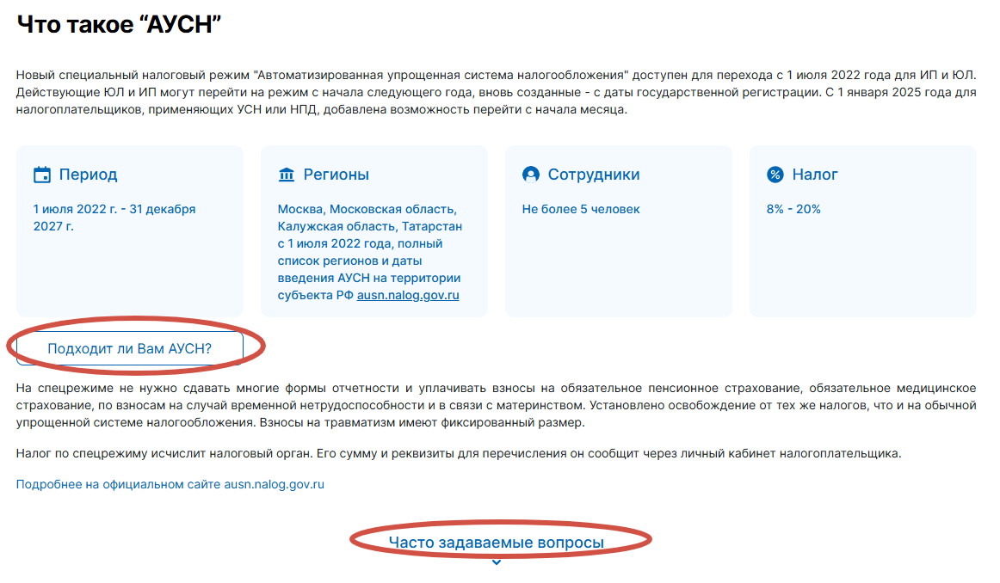 Что такое “АУСН”
Новый специальный налоговый режим "Автоматизированная упрощенная система налогообложения" доступен для перехода с 1 июля 2022 года для ИП и ЮЛ.
Действующие ЮЛ и ИП могут перейти на режим с начала следующего года, вновь созданные - с даты государственной регистрации. С 1 января 2025 года для
налогоплательщиков, применяющих УСН или НПД, добавлена возможность перейти с начала месяца.
Период
1 июля 2022 г. - 31 декабря
2027 г.
Регионы
Москва, Московская область,
Калужская область, Татарстан
с 1 июля 2022 года, полный
список регионов и даты
введения АУСН на территории
субъекта РФ ausn.nalog.gov.ru
Сотрудники
Не более 5 человек
Налог
8% - 20%
Подходит ли Вам АУСН?
На спецрежиме не нужно сдавать многие формы отчетности и уплачивать взносы на обязательное пенсионное страхование, обязательное медицинское
страхование, по взносам на случай временной нетрудоспособности и в связи с материнством. Установлено освобождение от тех же налогов, что и на обычной
упрощенной системе налогообложения. Взносы на травматизм имеют фиксированный размер.
Налог по спецрежиму исчислит налоговый орган. Его сумму и реквизиты для перечисления он сообщит через личный кабинет налогоплательщика.
Подробнее на официальном сайте ausn.nalog.gov.ru
Часто задаваемые вопросы